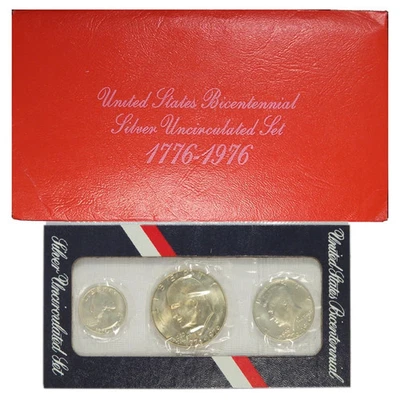 United States Bicentennial
Silver Uncirculated Set
1776-1976
Silver Uncirculated Set
United States Bicentennial